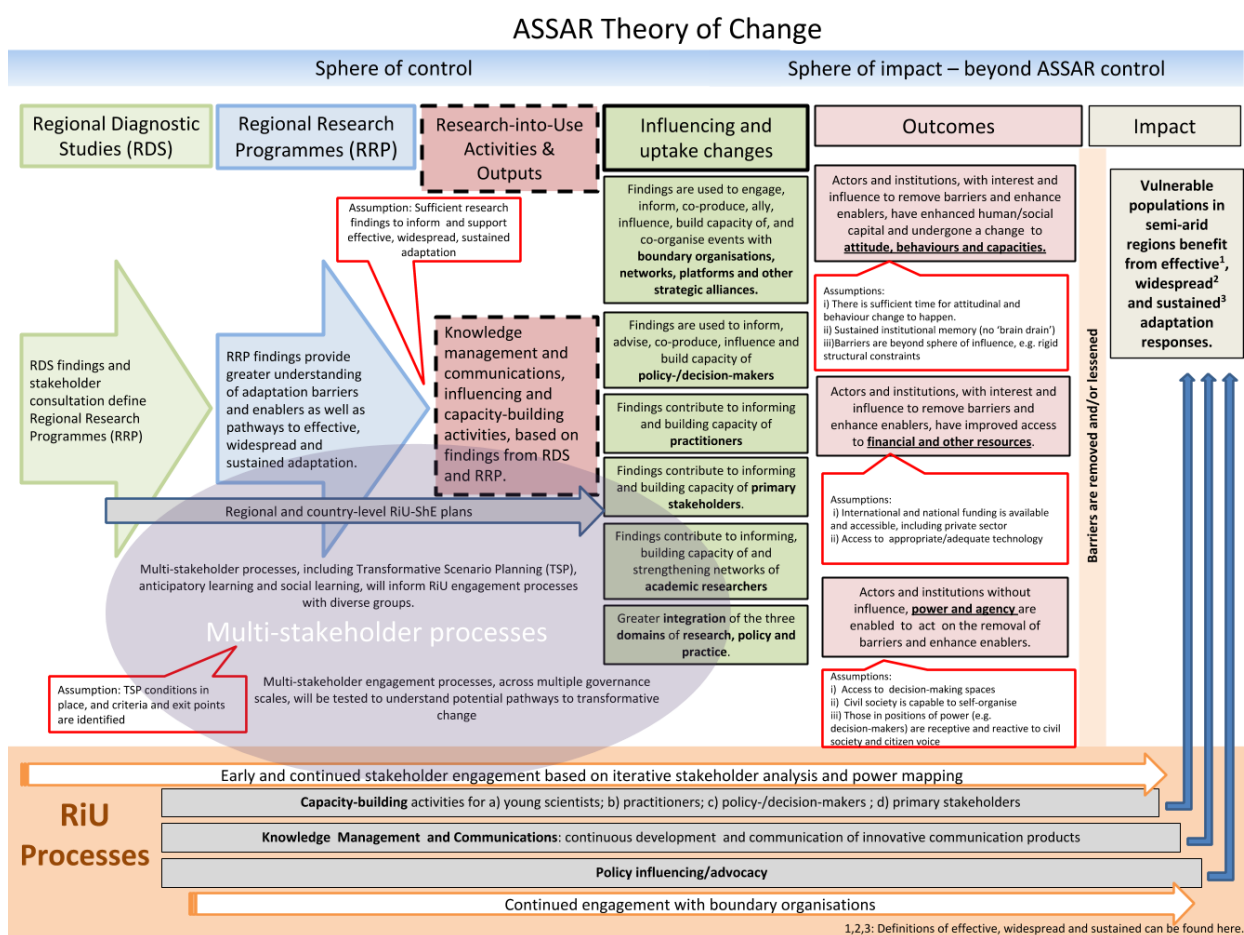 ASSAR Theory of Change
Sphere of control
Sphere of impact – beyond ASSAR control
Regional Diagnostic
Studies (RDS)
Regional Research
Programmes (RRP)
Research-into-Use
Activities &
Outputs
Influencing and
uptake changes
Outcomes
Impact
Assumption: Sufficient research
findings to inform and support
effective, widespread, sustained
adaptation
RDS findings and
stakeholder
consultation define
Regional Research
Programmes (RRP)
RRP findings provide
greater understanding
of adaptation barriers
and enablers as well as
pathways to effective,
widespread and
sustained adaptation.
Knowledge
management and
communications,
influencing and
capacity-building
activities, based on
findings from RDS
and RRP.
Regional and country-level RiU-ShE plans
Multi-stakeholder processes, including Transformative Scenario Planning (TSP),
anticipatory learning and social learning, will inform RiU engagement processes
with diverse groups.
Multi-stakeholder processes
Multi-stakeholder engagement processes, across multiple governance
scales, will be tested to understand potential pathways to transformative
change
Assumption: TSP conditions in
place, and criteria and exit points
are identified
Findings are used to engage,
inform, co-produce, ally,
influence, build capacity of, and
co-organise events with
boundary organisations,
networks, platforms and other
strategic alliances.
Findings are used to inform,
advise, co-produce, influence and
build capacity of
policy-/decision-makers
Findings contribute to informing
and building capacity of
practitioners
Findings contribute to informing
and building capacity of primary
stakeholders.
Findings contribute to informing,
building capacity of and
strengthening networks of
academic researchers
Greater integration of the three
domains of research, policy and
practice.
Actors and institutions, with interest and
influence to remove barriers and enhance
enablers, have enhanced human/social
capital and undergone a change to
attitude, behaviours and capacities.
Assumptions:
i) There is sufficient time for attitudinal and
behaviour change to happen.
ii) Sustained institutional memory (no 'brain drain')
iii)Barriers are beyond sphere of influence, e.g. rigid
structural constraints
Actors and institutions, with interest and
influence to remove barriers and
enhance enablers, have improved access
to financial and other resources.
Assumptions:
i) International and national funding is available
and accessible, including private sector
ii) Access to appropriate/adequate technology
Actors and institutions without
influence, power and agency are
enabled to act on the removal of
barriers and enhance enablers.
Assumptions:
i) Access to decision-making spaces
ii) Civil society is capable to self-organise
iii) Those in positions of power (e.g.
decision-makers) are receptive and reactive to civil
society and citizen voice
Barriers are removed and/or lessened
Vulnerable
populations in
semi-arid
regions benefit
from effective1,
widespread2
and sustained3
adaptation
responses.
RiU
Processes
Early and continued stakeholder engagement based on iterative stakeholder analysis and power mapping
Capacity-building activities for a) young scientists; b) practitioners; c) policy-/decision-makers ; d) primary stakeholders
Knowledge Management and Communications: continuous development and communication of innovative communication products
Policy influencing/advocacy
Continued engagement with boundary organisations
1,2,3: Definitions of effective, widespread and sustained can be found here.